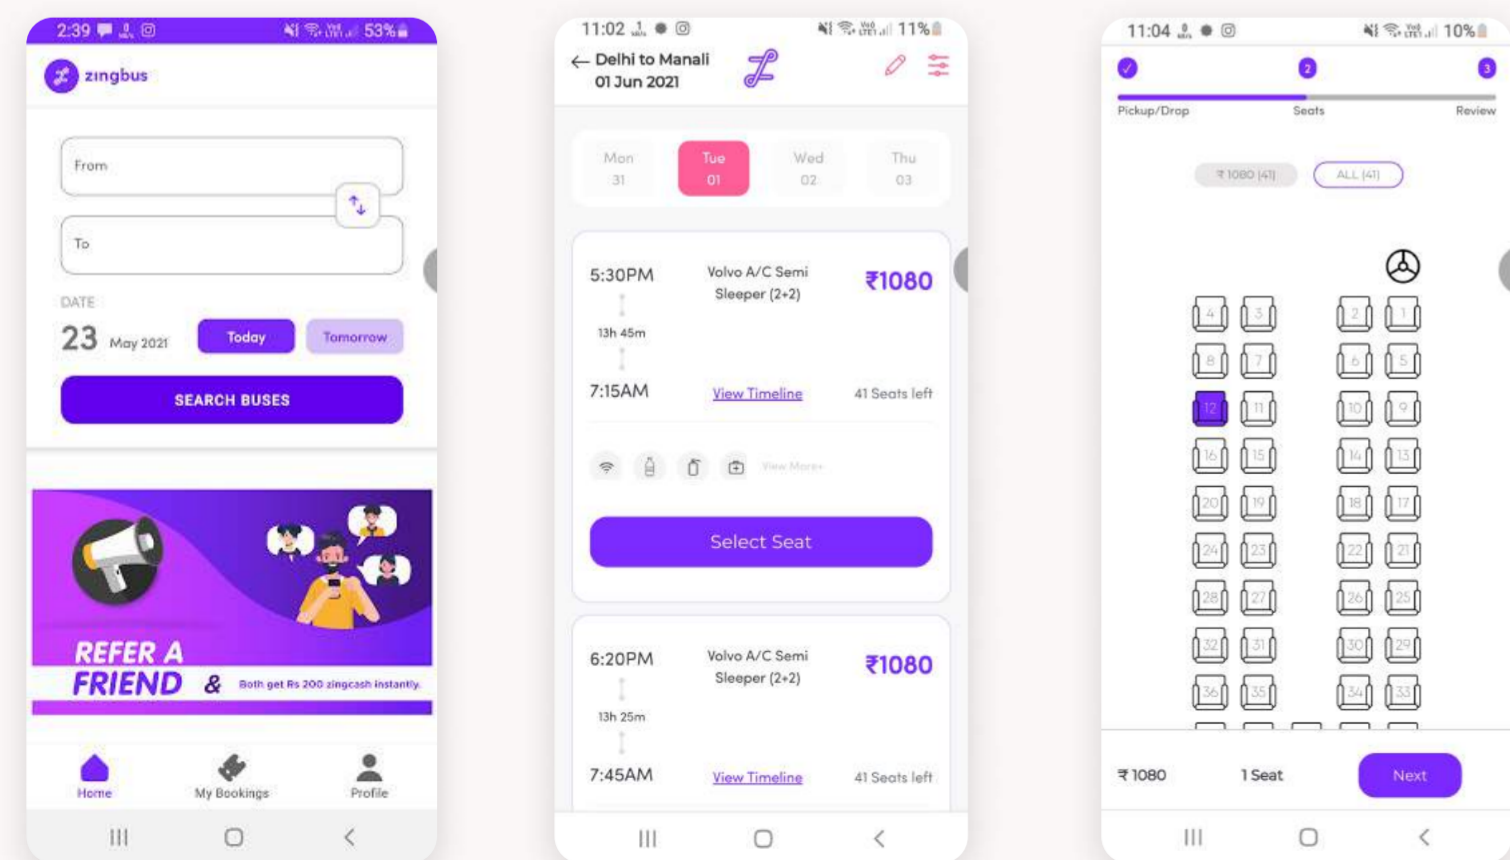 2:39
53%
zingbus
From
To
DATE
23 May 2021
Today
Tomorrow
SEARCH BUSES
REFER A
FRIEND & Both get Rs 200 zingcash instantly.
Home
My Bookings
Profile
11:02
11%
Delhi to Manali
01 Jun 2021
Mon Tue Wed Thu
31 01 02 03
5:30PM
Volvo A/C Semi
Sleeper (2+2)
₹1080
13h 45m
7:15AM
View Timeline
41 Seats left
View More+
Select Seat
6:20PM
Volvo A/C Semi
Sleeper (2+2)
₹1080
13h 25m
7:45AM
View Timeline
41 Seats left
11:04
10%
2 3
Pickup/Drop Seats Review
₹ 1080 (41) ALL (41)
4 3 2 1
8 7 6 5
12 11 10 9
16 15 14 13
20 19 18 17
24 23 22 21
28 27 26 25
32 31 30 29
36 35 34 33
₹ 1080
1 Seat
Next